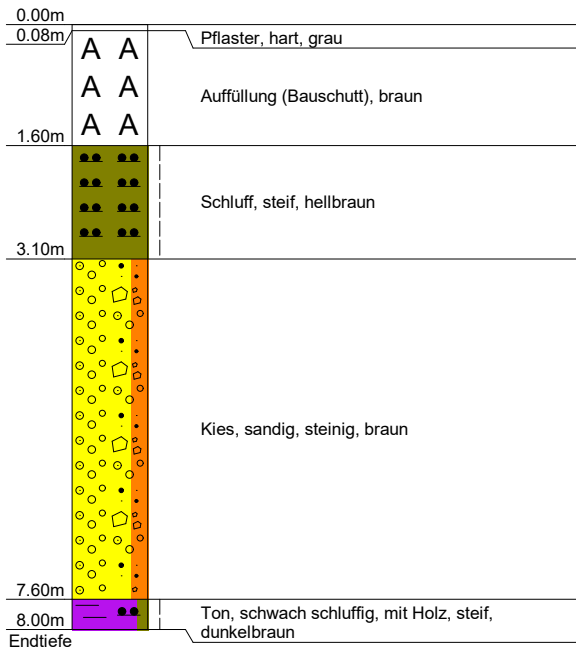 0.00m
0.08m
Pflaster, hart, grau
A A
A A
A A
Auffüllung (Bauschutt), braun
1.60m
Schluff, steif, hellbraun
3.10m
Kies, sandig, steinig, braun
7.60m
8.00m
Ton, schwach schluffig, mit Holz, steif,
dunkelbraun
Endtiefe